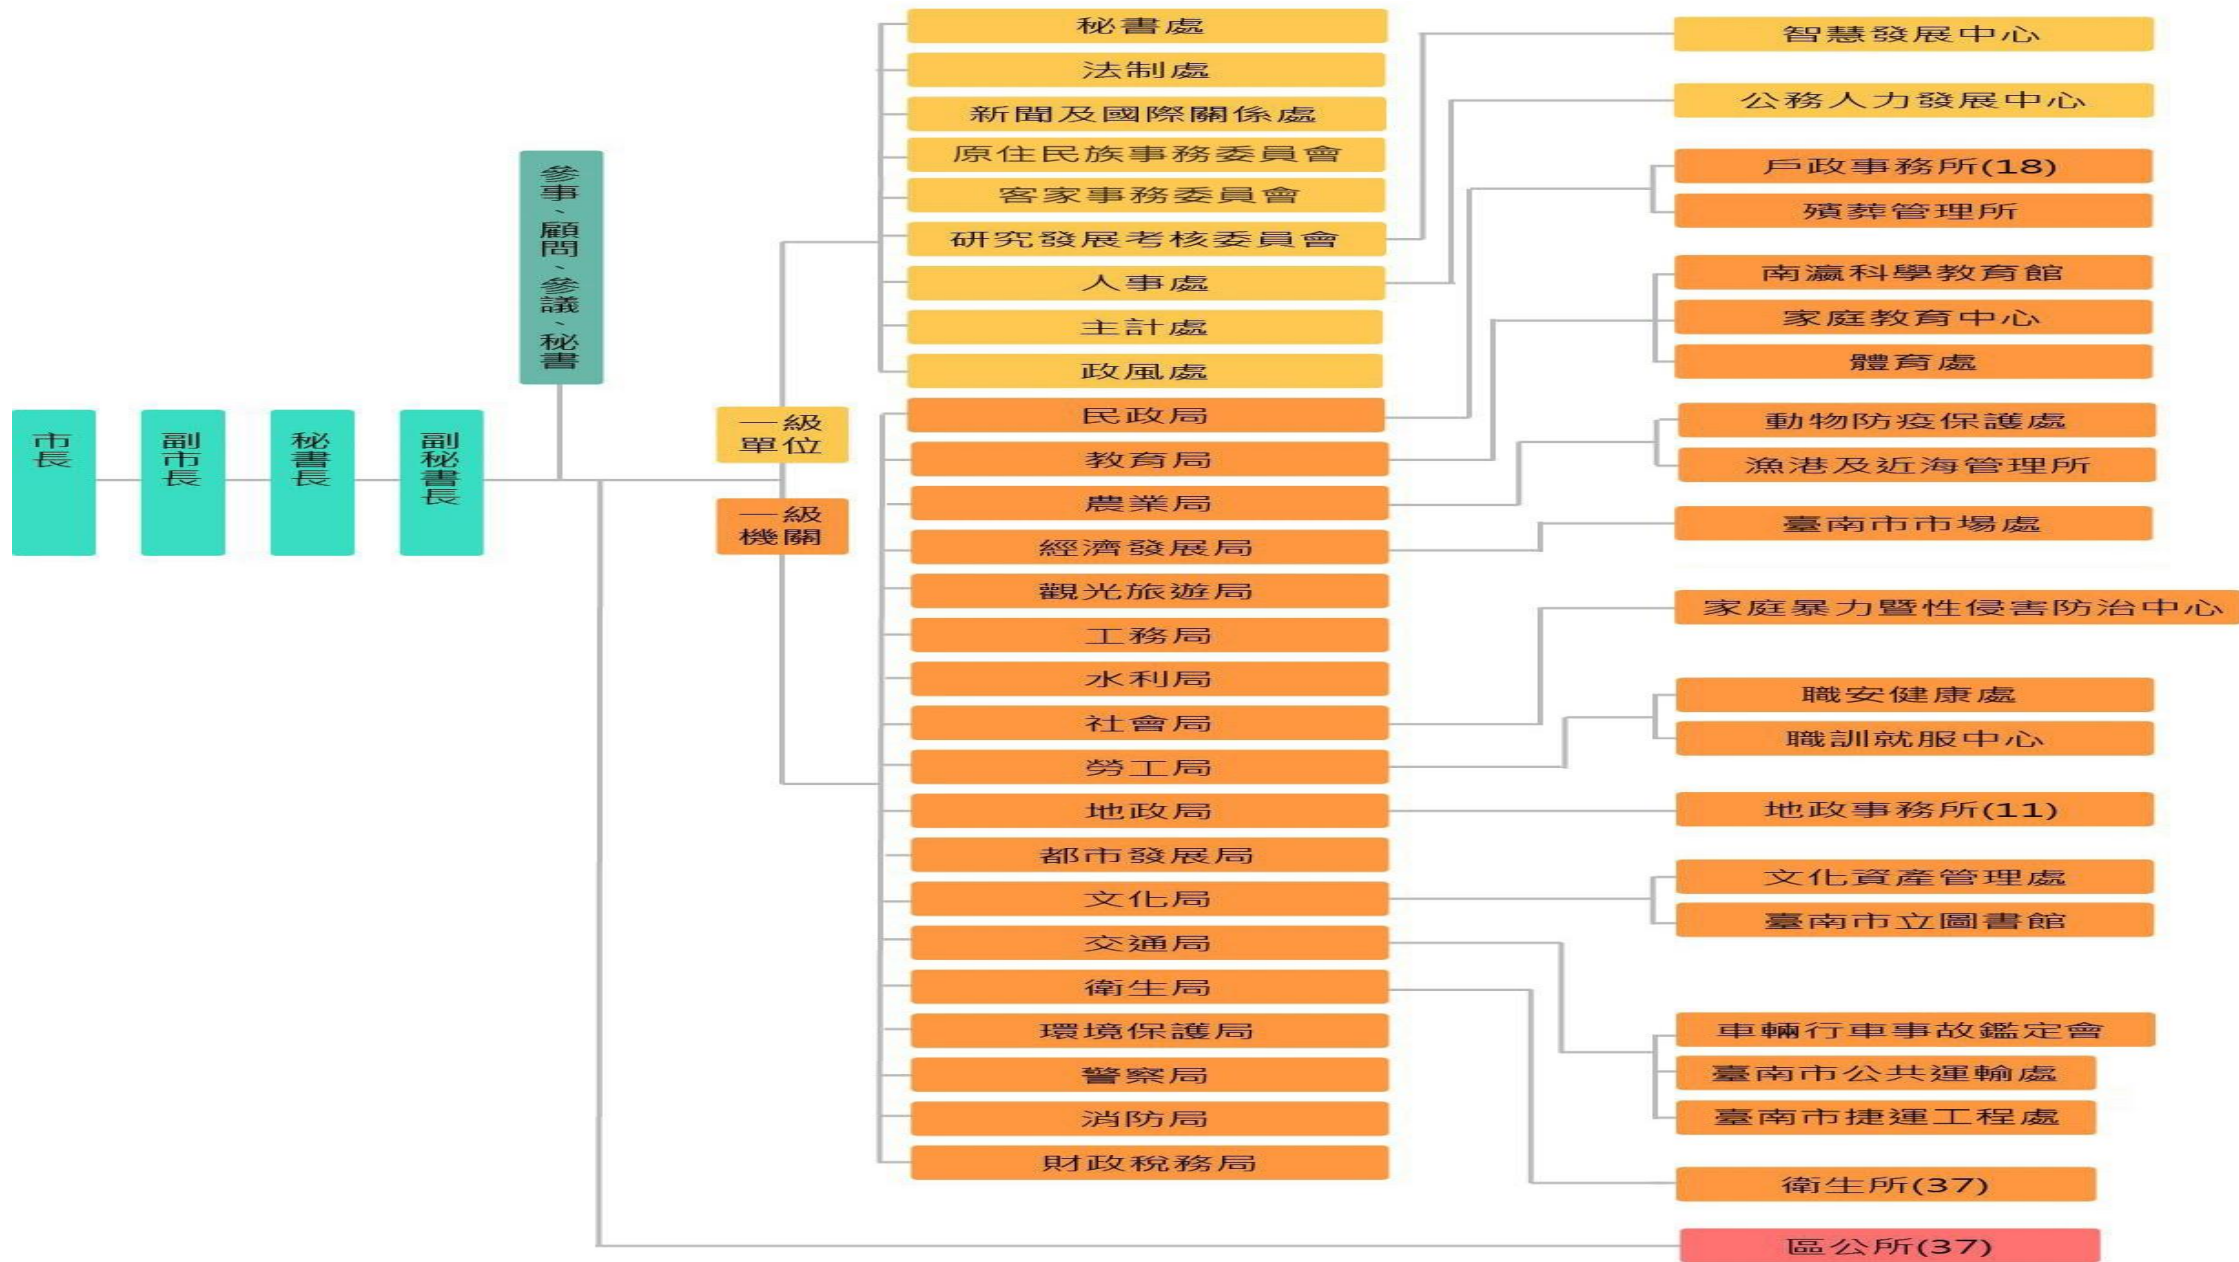 市長
副市長
秘書長
副秘書長
參事、顧問、參議、秘書
一級
單位
一級
機關
秘書處
法制處
新聞及國際關係處
原住民族事務委員會
客家事務委員會
研究發展考核委員會
人事處
主計處
政風處
民政局
教育局
農業局
經濟發展局
觀光旅遊局
工務局
水利局
社會局
勞工局
地政局
都市發展局
文化局
交通局
衛生局
環境保護局
警察局
消防局
財政稅務局
智慧發展中心
公務人力發展中心
戶政事務所(18)
殯葬管理所
南瀛科學教育館
家庭教育中心
體育處
動物防疫保護處
漁港及近海管理所
臺南市市場處
家庭暴力暨性侵害防治中心
職安健康處
職訓就服中心
地政事務所(11)
文化資產管理處
臺南市立圖書館
車輛行車事故鑑定會
臺南市公共運輸處
臺南市捷運工程處
衛生所(37)
區公所(37)